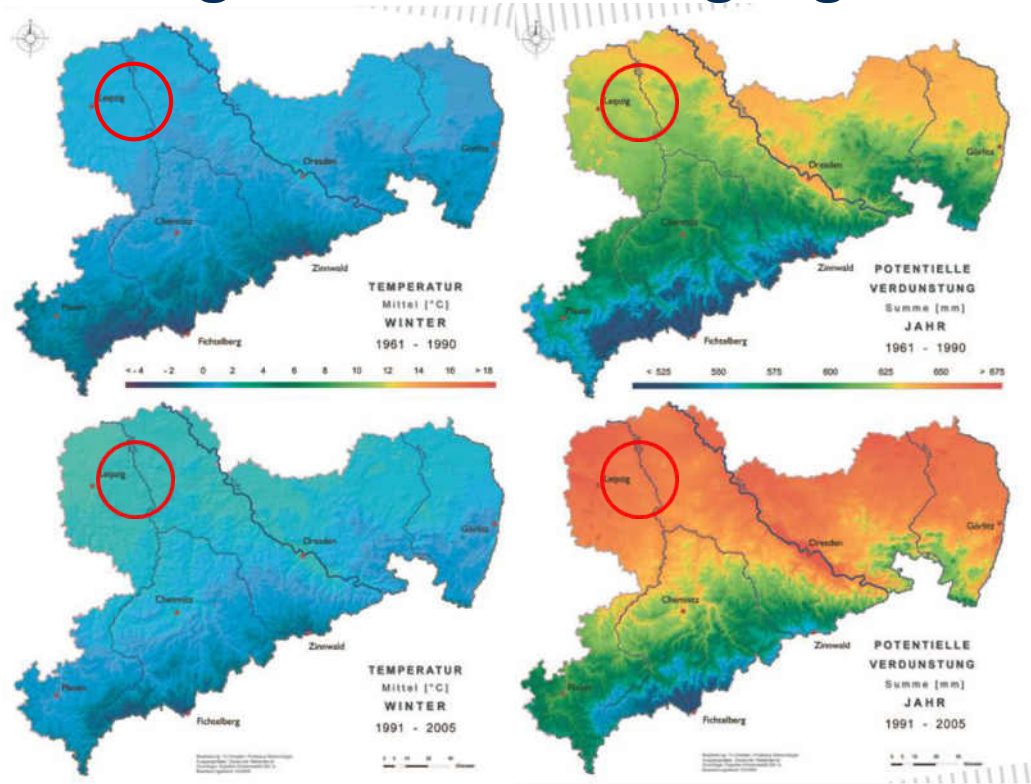 Leipzig
Görlitz
Dresden
Chemnitz
Zinnwald
Plauen
Fichtelberg
TEMPERATUR
Mittel [°C]
WINTER
1961 - 1990
Leipzig
Görlitz
Dresden
Chemnitz
Zinnwald
Plauen
Fichtelberg
POTENTIELLE
VERDUNSTUNG
Summe [mm]
JAHR
1961 - 1990
< -4 -2 0 2 4 6 8 10 12 14 16 > 18
< 525 550 575 600 625 650 > 675
Leipzig
Görlitz
Dresden
Chemnitz
Zinnwald
Plauen
Fichtelberg
TEMPERATUR
Mittel [°C]
WINTER
1991 - 2005
Leipzig
Görlitz
Dresden
Chemnitz
Zinnwald
Plauen
Fichtelberg
POTENTIELLE
VERDUNSTUNG
Summe [mm]
JAHR
1991 - 2005